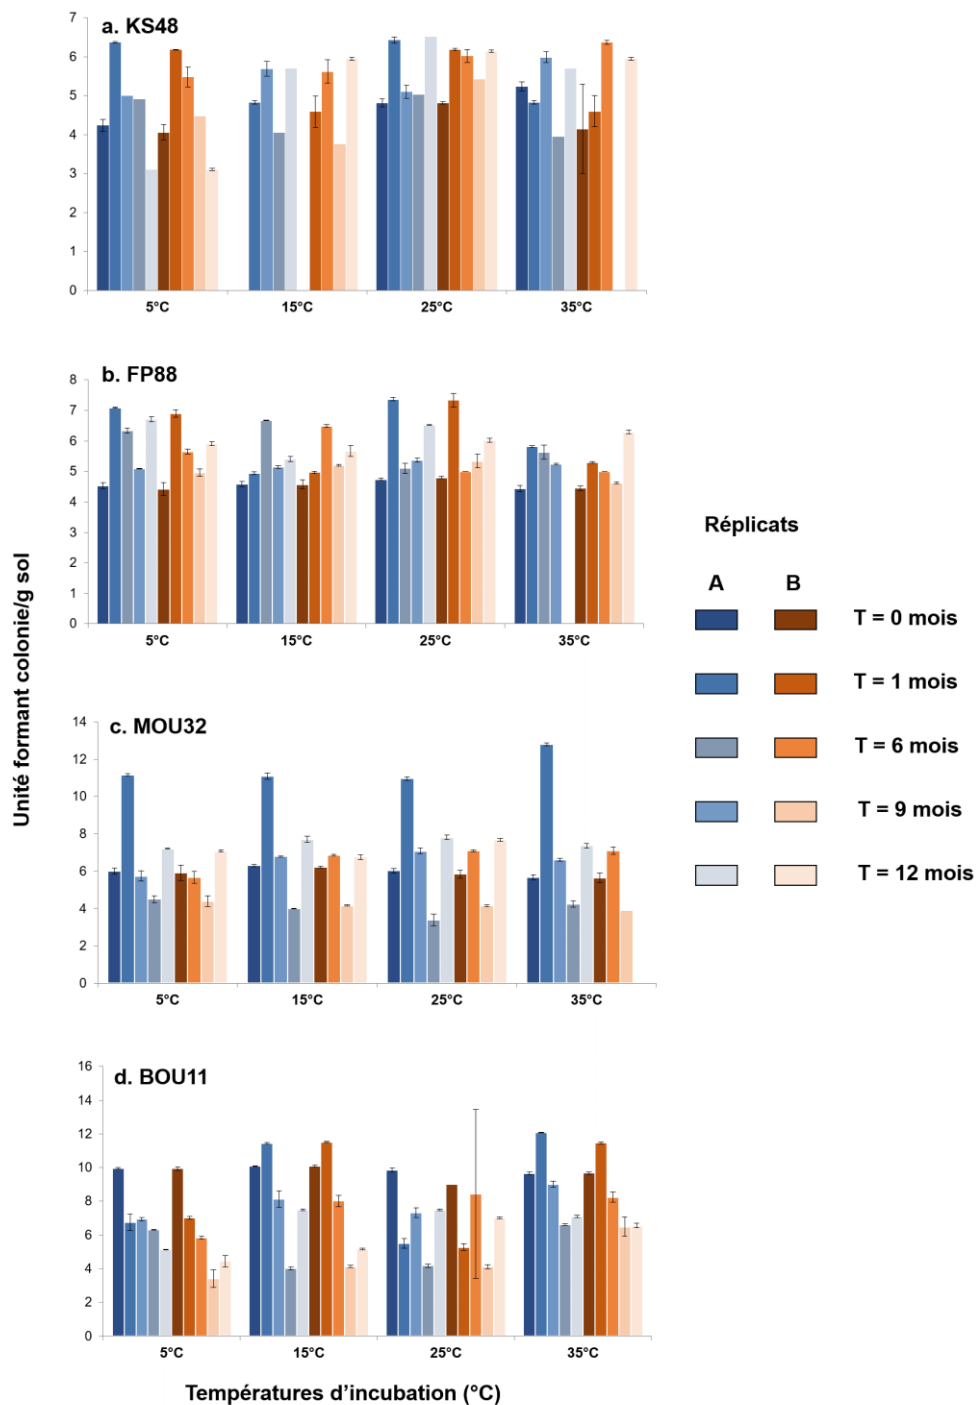 a. KS48
7
6
5
4
3
2
1
0
5°C 15°C 25°C 35°C
b. FP88
8
7
6
5
4
3
2
1
0
5°C 15°C 25°C 35°C
c. MOU32
14
12
10
8
6
4
2
0
5°C 15°C 25°C 35°C
d. BOU11
16
14
12
10
8
6
4
2
0
5°C 15°C 25°C 35°C
Unité formant colonie/g sol
Températures d'incubation (°C)
Réplicats
A B
T = 0 mois
T = 1 mois
T = 6 mois
T = 9 mois
T = 12 mois